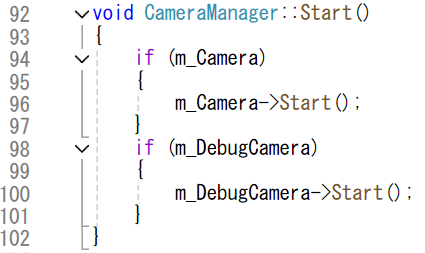 92 void CameraManager::Start()
93 {
94     if (m_Camera)
95     {
96         m_Camera->Start();
97     }
98     if (m_DebugCamera)
99     {
100         m_DebugCamera->Start();
101     }
102 }